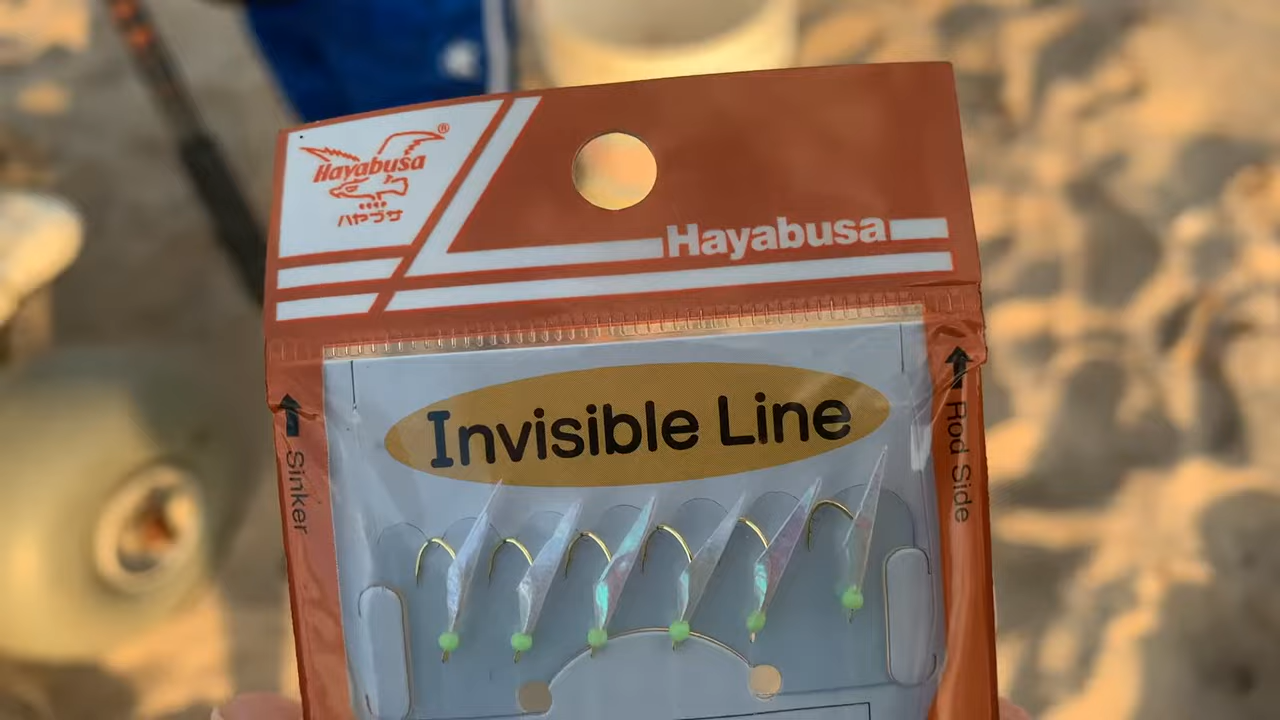 Hayabusa®
ハヤブサ
Hayabusa
Invisible Line
Sinker
Rod Side